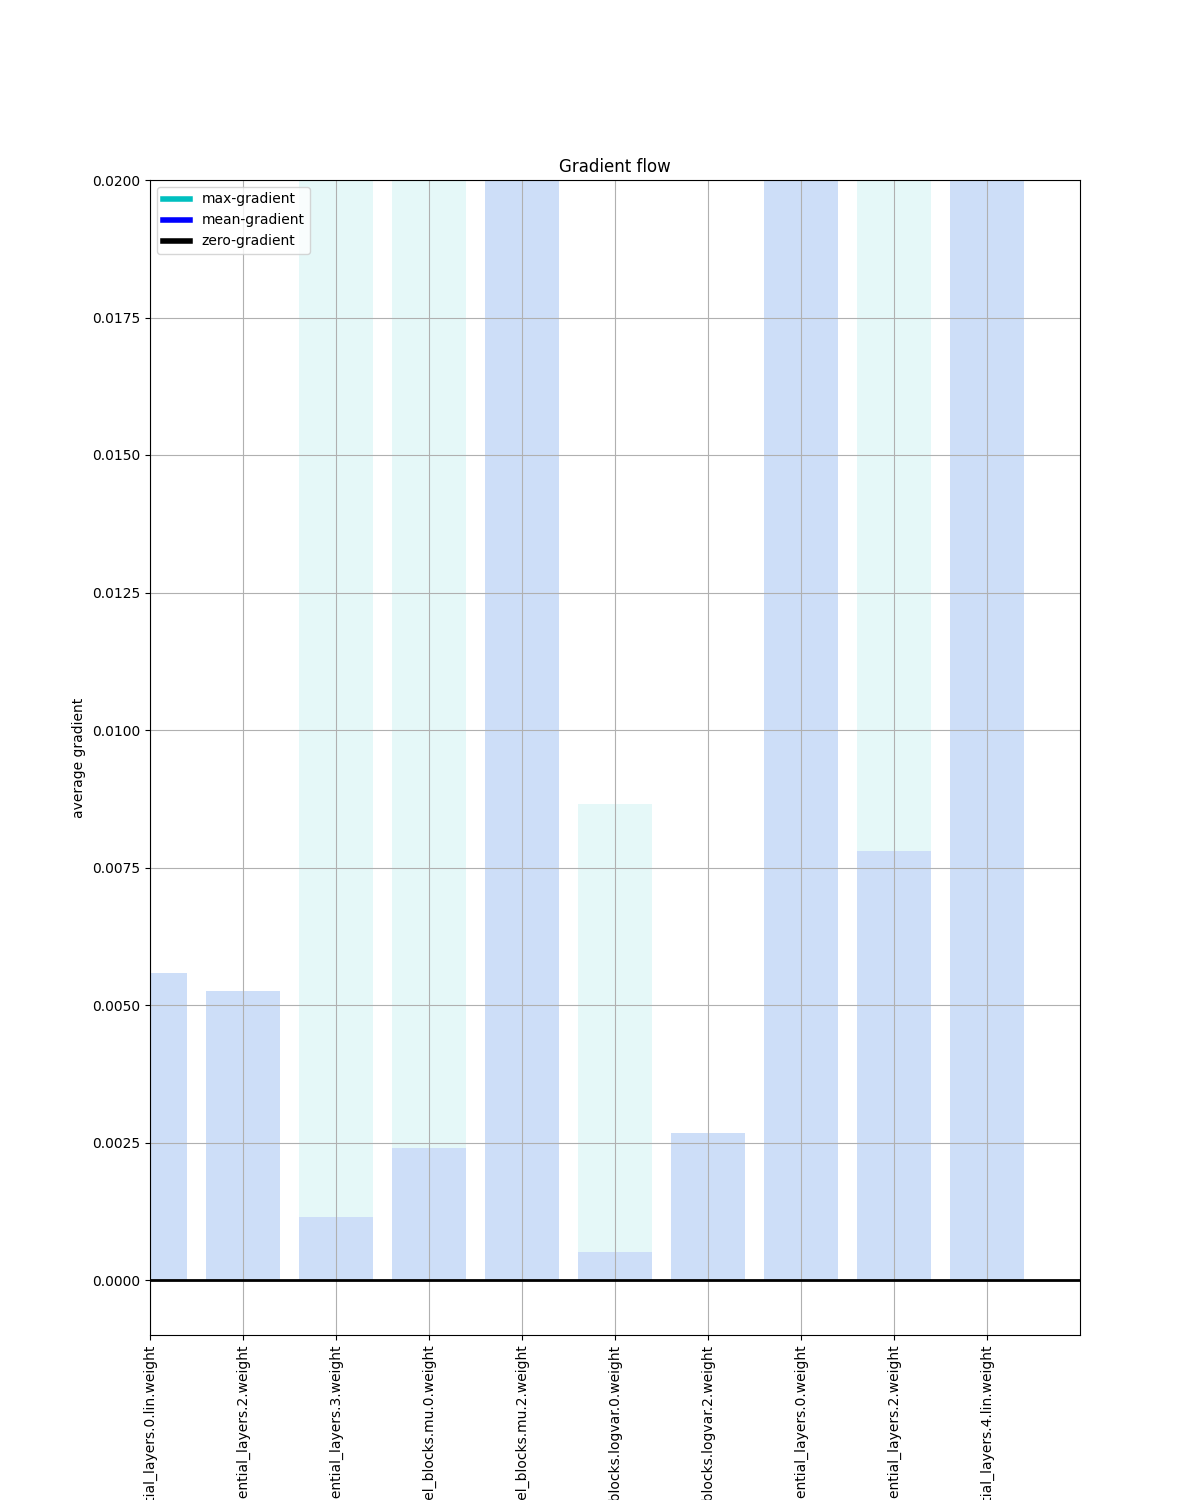 Gradient flow
max-gradient
mean-gradient
zero-gradient
0.0200
0.0175
0.0150
0.0125
0.0100
0.0075
0.0050
0.0025
0.0000
average gradient
tial_layers.0.lin.weight
ential_layers.2.weight
ential_layers.3.weight
el_blocks.mu.0.weight
el_blocks.mu.2.weight
blocks.logvar.0.weight
blocks.logvar.2.weight
ential_layers.0.weight
ential_layers.2.weight
tial_layers.4.lin.weight